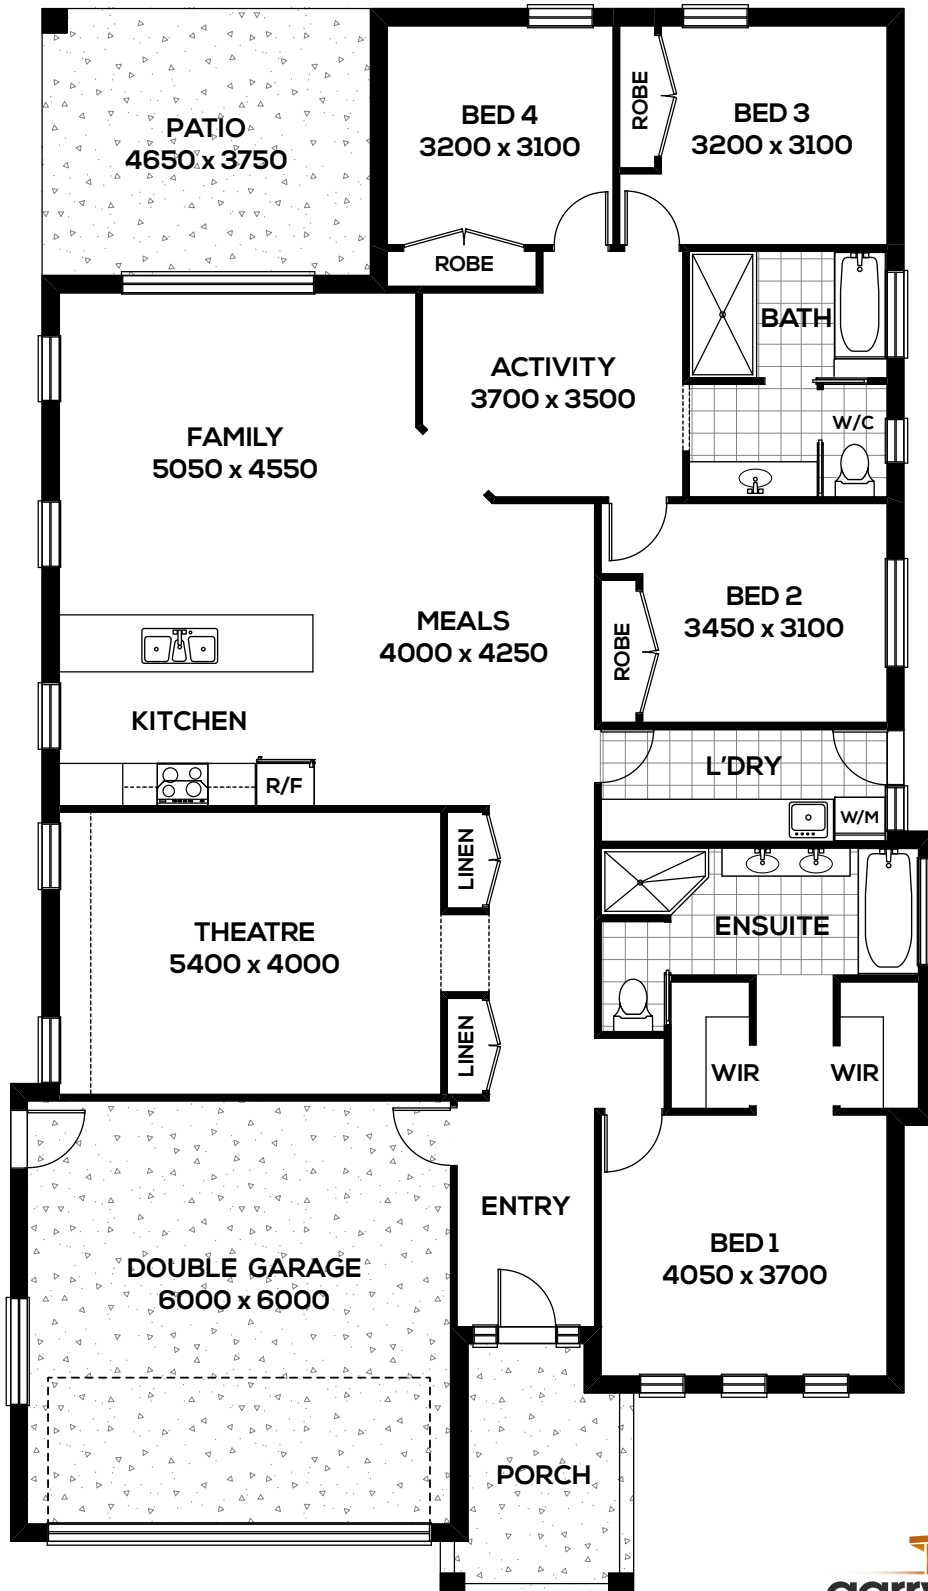 PATIO
4650 x 3750
BED 4
3200 x 3100
ROBE
BED 3
3200 x 3100
ROBE
BATH
ACTIVITY
3700 x 3500
W/C
FAMILY
5050 x 4550
BED 2
3450 x 3100
ROBE
MEALS
4000 x 4250
KITCHEN
R/F
L'DRY
W/M
LINEN
THEATRE
5400 x 4000
ENSUITE
LINEN
WIR
WIR
ENTRY
BED 1
4050 x 3700
DOUBLE GARAGE
6000 x 6000
PORCH
garry